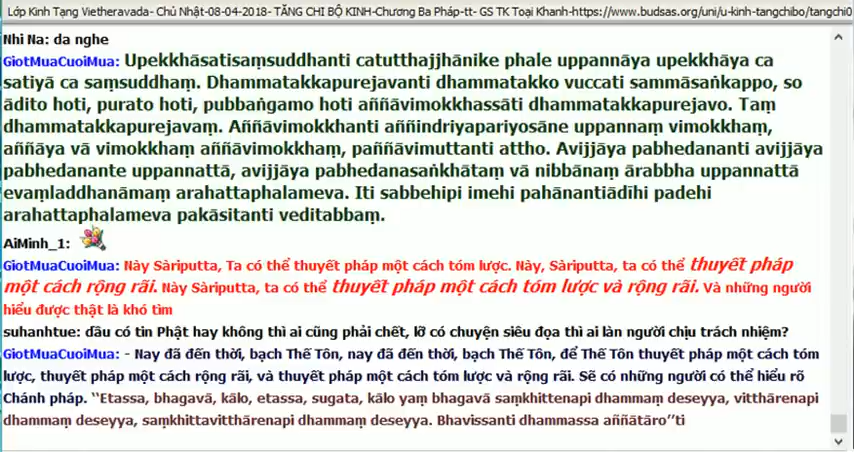 Lớp Kinh Tạng Vietheravada- Chủ Nhật-08-04-2018- TĂNG CHI BỘ KINH-Chương Ba Pháp-tt- GS TK Toại Khanh-https://www.budsas.org/uni/u-kinh-tangchibo/tangchi0
Nhi Na: da nghe
GiotMuaCuoiMua: Upekkhāsatisaṃsuddhanti catutthajjhānike phale uppannāya upekkhāya ca
satiyā ca saṃsuddhaṃ. Dhammatakkapurejavanti dhammatakko vuccati sammāsaṅkappo, so
ādito hoti, purato hoti, pubbaṅgamo hoti aññāvimokkhassāti dhammatakkapurejavo. Taṃ
dhammatakkapurejavaṃ. Aññāvimokkhanti aññindriyapariyosāne uppannaṃ vimokkhaṃ,
aññāya vā vimokkhaṃ aññāvimokkhaṃ, paññāvimuttanti attho. Avijjāya pabhedananti avijjāya
pabhedanante uppannattā, avijjāya pabhedanasaṅkhātaṃ vā nibbānaṃ ārabbha uppannattā
evaṃladdhanāmaṃ arahattaphalameva. Iti sabbehipi imehi pahānantiādīhi padehi
arahattaphalameva pakāsitanti veditabbaṃ.
AiMinh_1:
GiotMuaCuoiMua: Này Sàriputta, Ta có thể thuyết pháp một cách tóm lược. Này, Sàriputta, ta có thể thuyết pháp
một cách rộng rãi. Này Sàriputta, ta có thể thuyết pháp một cách tóm lược và rộng rãi. Và những người
hiểu được thật là khó tìm
suhanhtue: dầu có tin Phật hay không thì ai cũng phải chết, lỡ có chuyện siêu đọa thì ai làn người chịu trách nhiệm?
GiotMuaCuoiMua: - Nay đã đến thời, bạch Thế Tôn, nay đã đến thời, bạch Thế Tôn, để Thế Tôn thuyết pháp một cách tóm
lược, thuyết pháp một cách rộng rãi, và thuyết pháp một cách tóm lược và rộng rãi. Sẽ có những người có thể hiểu rõ
Chánh pháp. ‘‘Etassa, bhagavā, kālo, etassa, sugata, kālo yaṃ bhagavā saṃkhittenapi dhammaṃ deseyya, vitthārenapi
dhammaṃ deseyya, saṃkhittavitthārenapi dhammaṃ deseyya. Bhavissanti dhammassa aññātāro’’ti